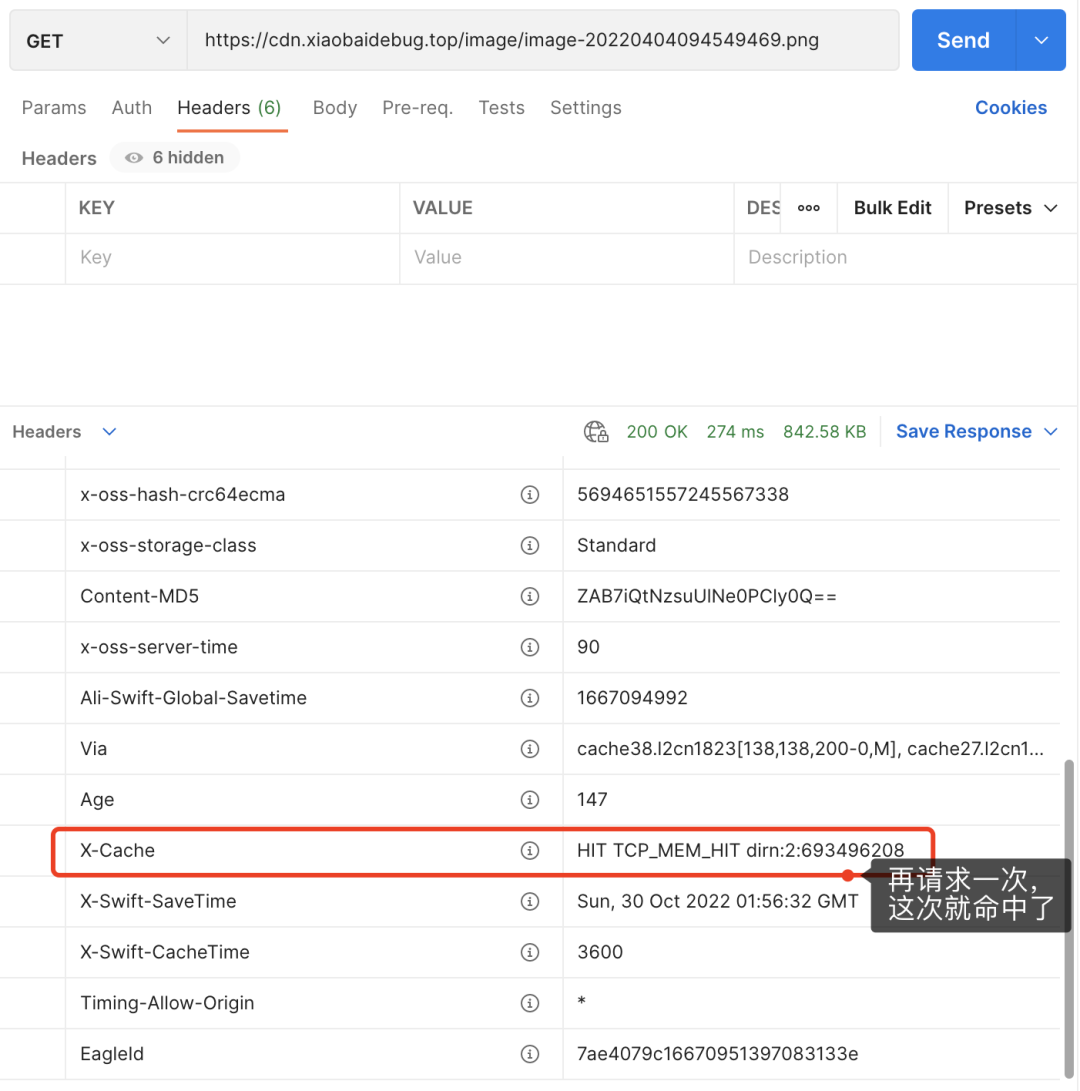 GET https://cdn.xiaobaidebug.top/image/image-20220404094549469.png Send
Params Auth Headers (6) Body Pre-req. Tests Settings Cookies
Headers 6 hidden
KEY VALUE DES Bulk Edit Presets
Key Value Description
Headers 200 OK 274 ms 842.58 KB Save Response
x-oss-hash-crc64ecma 5694651557245567338
x-oss-storage-class Standard
Content-MD5 ZAB7iQtNzsuUlNe0PCly0Q==
x-oss-server-time 90
Ali-Swift-Global-Savetime 1667094992
Via cache38.l2cn1823[138,138,200-0,M], cache27.l2cn1...
Age 147
X-Cache HIT TCP_MEM_HIT dirn:2:693496208
再请求一次，
这次就命中了
X-Swift-SaveTime Sun, 30 Oct 2022 01:56:32 GMT
X-Swift-CacheTime 3600
Timing-Allow-Origin *
EagleId 7ae4079c16670951397083133e